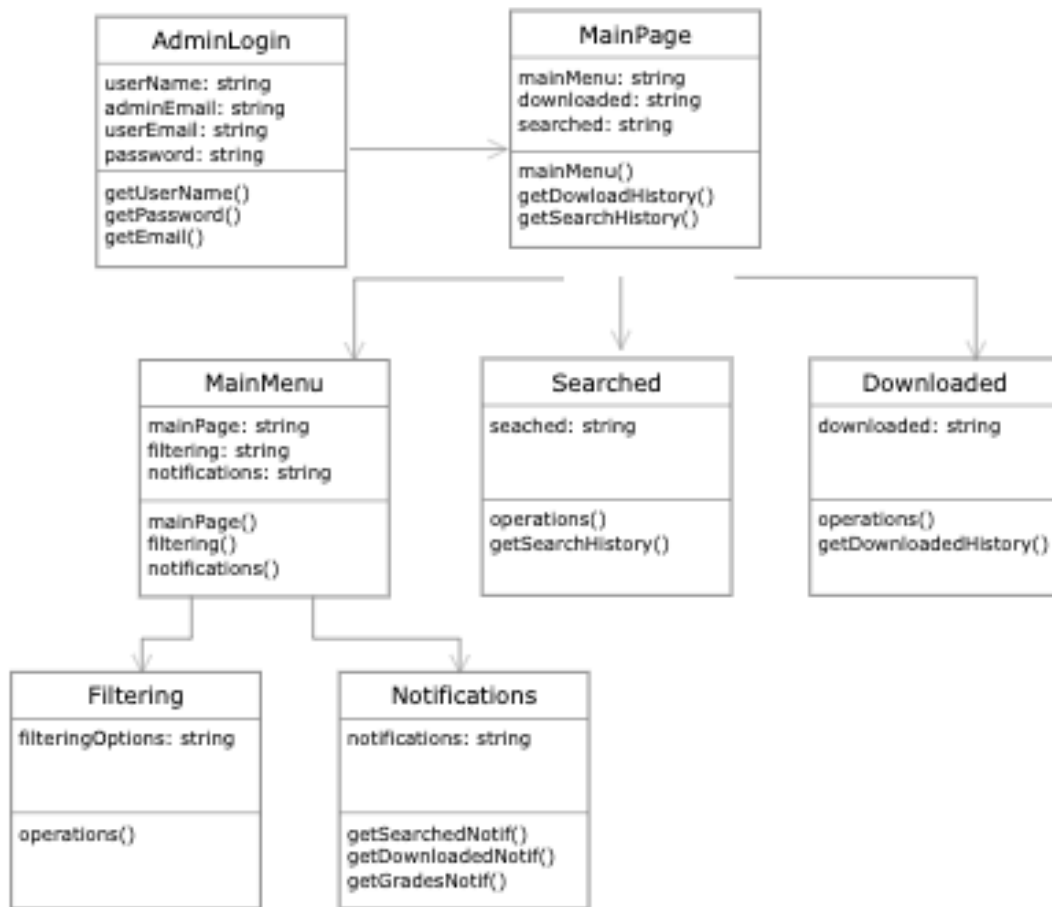 AdminLogin
userName: string
adminEmail: string
userEmail: string
password: string
getUserName()
getPassword()
getEmail()
MainPage
mainMenu: string
downloaded: string
searched: string
mainMenu()
getDowloadHistory()
getSearchHistory()
MainMenu
mainPage: string
filtering: string
notifications: string
mainPage()
filtering()
notifications()
Searched
seached: string
operations()
getSearchHistory()
Downloaded
downloaded: string
operations()
getDownloadedHistory()
Filtering
filteringOptions: string
operations()
Notifications
notifications: string
getSearchedNotif()
getDownloadedNotif()
getGradesNotif()